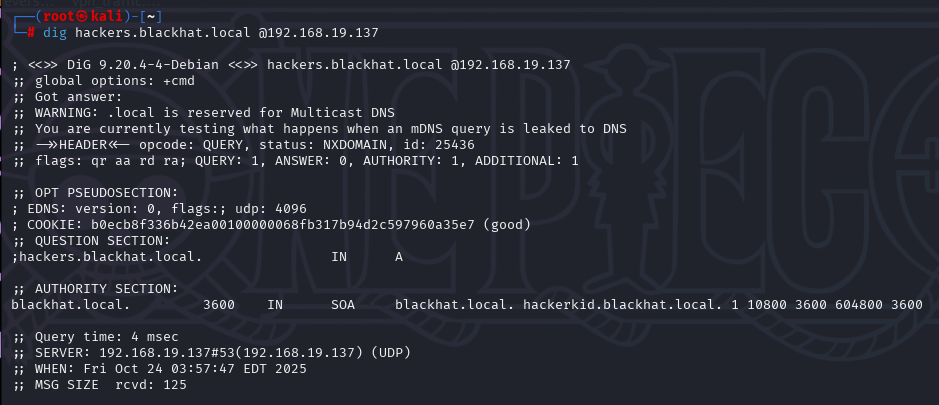 ┌──(root㉿kali)-[~]
└─# dig hackers.blackhat.local @192.168.19.137

; <<>> DiG 9.20.4-4-Debian <<>> hackers.blackhat.local @192.168.19.137
;; global options: +cmd
;; Got answer:
;; WARNING: .local is reserved for Multicast DNS
;; You are currently testing what happens when an mDNS query is leaked to DNS
;; ->>HEADER<<- opcode: QUERY, status: NXDOMAIN, id: 25436
;; flags: qr aa rd ra; QUERY: 1, ANSWER: 0, AUTHORITY: 1, ADDITIONAL: 1

;; OPT PSEUDOSECTION:
; EDNS: version: 0, flags:; udp: 4096
; COOKIE: b0ecb8f336b42ea00100000068fb317b94d2c597960a35e7 (good)
;; QUESTION SECTION:
;hackers.blackhat.local. IN A

;; AUTHORITY SECTION:
blackhat.local. 3600 IN SOA blackhat.local. hackerkid.blackhat.local. 1 10800 3600 604800 3600

;; Query time: 4 msec
;; SERVER: 192.168.19.137#53(192.168.19.137) (UDP)
;; WHEN: Fri Oct 24 03:57:47 EDT 2025
;; MSG SIZE rcvd: 125